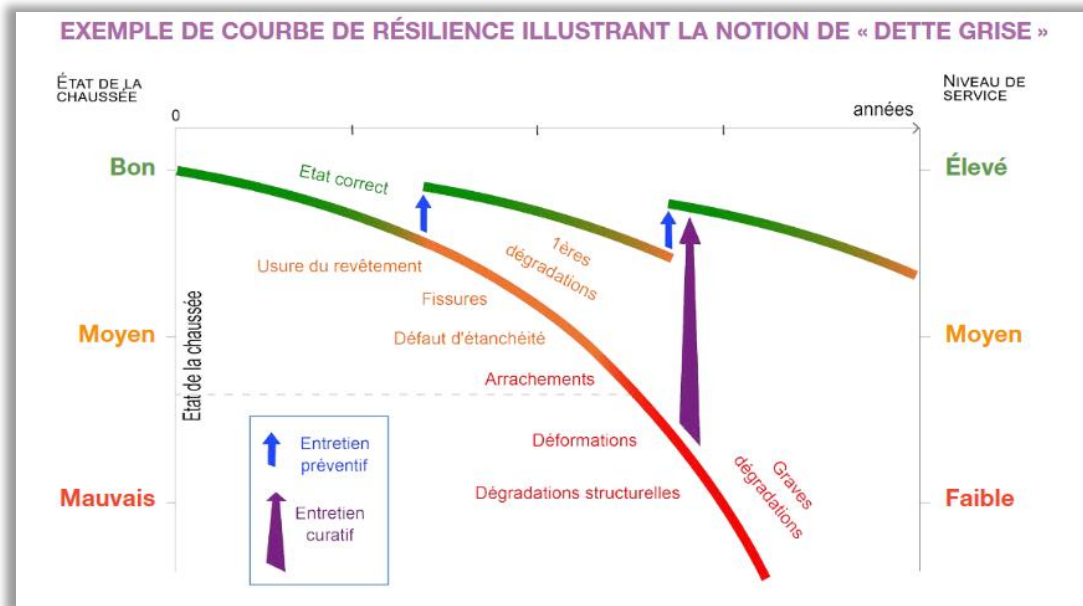 EXEMPLE DE COURBE DE RÉSILIENCE ILLUSTRANT LA NOTION DE « DETTE GRISE »
ÉTAT DE LA
CHAUSSÉE
NIVEAU DE
SERVICE
0
années
Bon
Élevé
Etat correct
1ères
dégradations
Usure du revêtement
Fissures
Moyen
Défaut d'étanchéité
Moyen
Etat de la chaussée
Arrachements
Déformations
Graves
dégradations
Mauvais
Dégradations structurelles
Faible
Entretien
préventif
Entretien
curatif